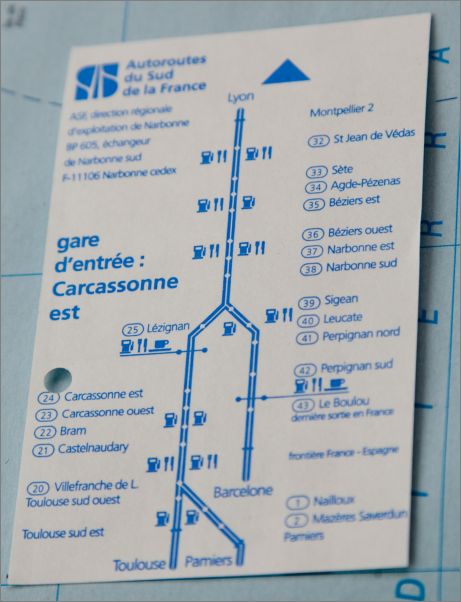 Autoroutes
du Sud
de la France
ASF, direction régionale
d'exploitation de Narbonne
BP 605, échangeur
de Narbonne sud
F-11106 Narbonne cedex
Lyon
Montpellier 2
32 St Jean de Védas
33 Sète
34 Agde-Pézenas
35 Béziers est
36 Béziers ouest
37 Narbonne est
38 Narbonne sud
gare
d'entrée :
Carcassonne
est
39 Sigean
40 Leucate
41 Perpignan nord
25 Lézignan
42 Perpignan sud
43 Le Boulou
dernière sortie en France
24 Carcassonne est
23 Carcassonne ouest
22 Bram
21 Castelnaudary
frontière France - Espagne
20 Villefranche de L.
Toulouse sud ouest
Barcelone
1 Nailloux
2 Mazères Saverdun
Pamiers
Toulouse sud est
Toulouse
Pamiers
A
R
R
E
T
I
D